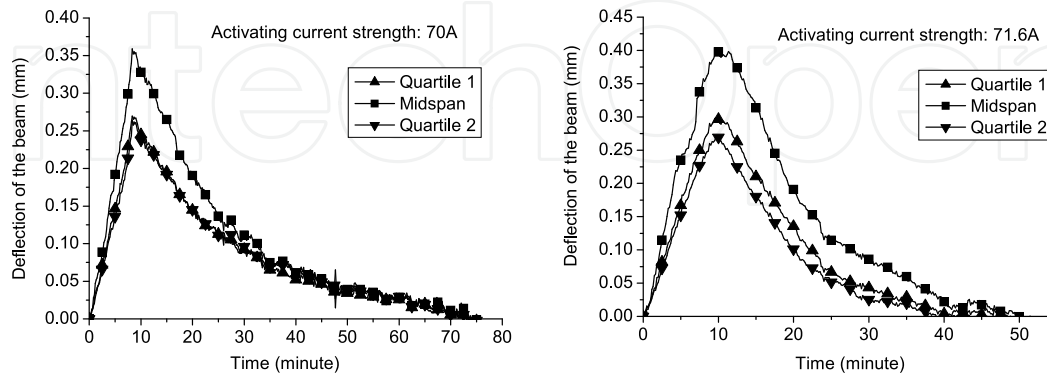 Activating current strength: 70A
Quartile 1
Midspan
Quartile 2
Deflection of the beam (mm)
0.40
0.35
0.30
0.25
0.20
0.15
0.10
0.05
0.00
0 10 20 30 40 50 60 70 80
Time (minute)
Activating current strength: 71.6A
Quartile 1
Midspan
Quartile 2
Deflection of the beam (mm)
0.45
0.40
0.35
0.30
0.25
0.20
0.15
0.10
0.05
0.00
0 10 20 30 40 50 60
Time (minute)